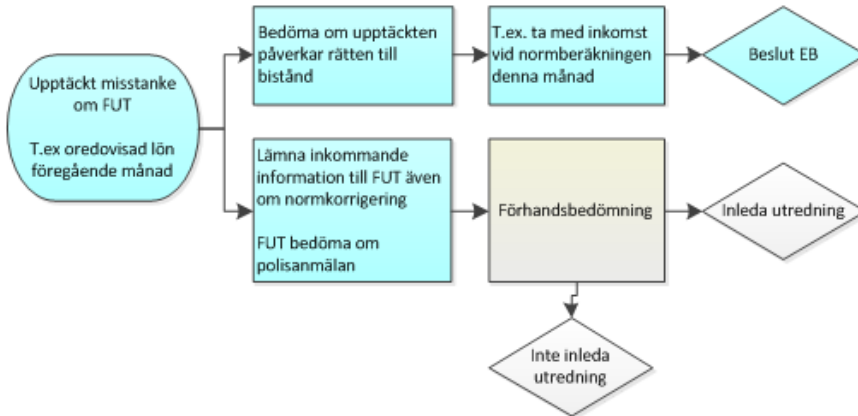 Upptäckt misstanke
om FUT
T.ex oredovisad lön
föregående månad
Bedöma om upptäckten
påverkar rätten till
bistånd
T.ex. ta med inkomst
vid normberäkningen
denna månad
Beslut EB
Lämna inkommande
information till FUT även
om normkorrigering
FUT bedöma om
polisanmälan
Förhandsbedömning
Inleda utredning
Inte inleda
utredning